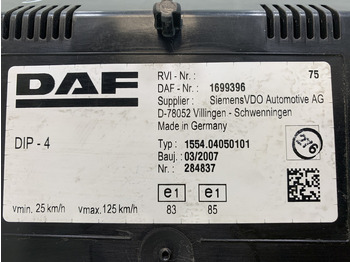 DAF
RVI - Nr. : 75
DAF - Nr.: 1699396
Supplier : SiemensVDO Automotive AG
D-78052 Villingen - Schwenningen
Made in Germany
DIP - 4
Typ : 1554.04050101
Bauj.: 03/2007
Nr. : 284837
e1 e1
vmin. 25 km/h vmax. 125 km/h 83 85